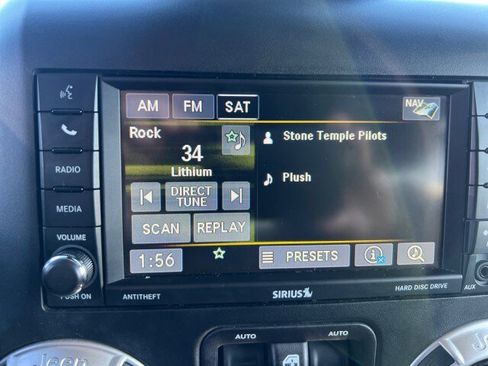 AM FM SAT NAV
Rock
34
Lithium
Stone Temple Pilots
Plush
DIRECT
TUNE
SCAN REPLAY
1:56 PRESETS
RADIO
MEDIA
VOLUME
PUSH ON
ANTITHEFT
SIRIUS
HARD DISC DRIVE
AUX
AUTO AUTO
Jeep